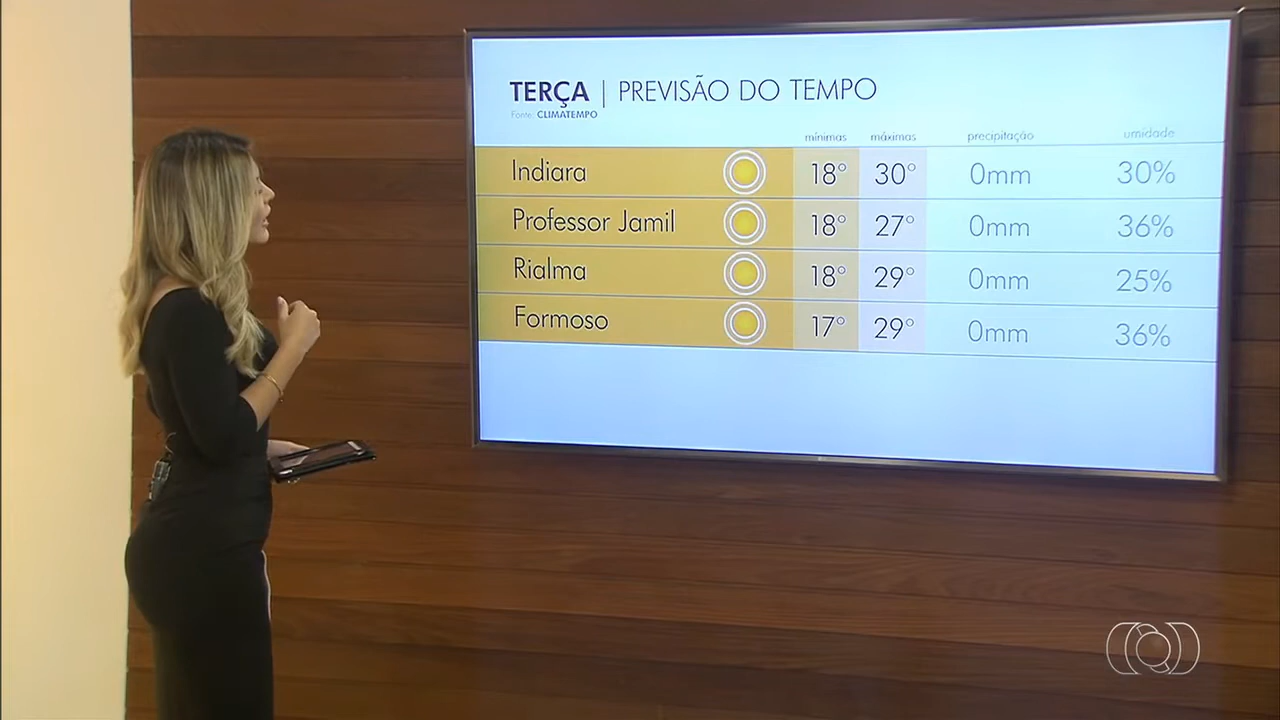 TERÇA | PREVISÃO DO TEMPO
Fonte: CLIMATEMPO
mínimas máximas precipitação umidade
Indiara 18° 30° 0mm 30%
Professor Jamil 18° 27° 0mm 36%
Rialma 18° 29° 0mm 25%
Formoso 17° 29° 0mm 36%